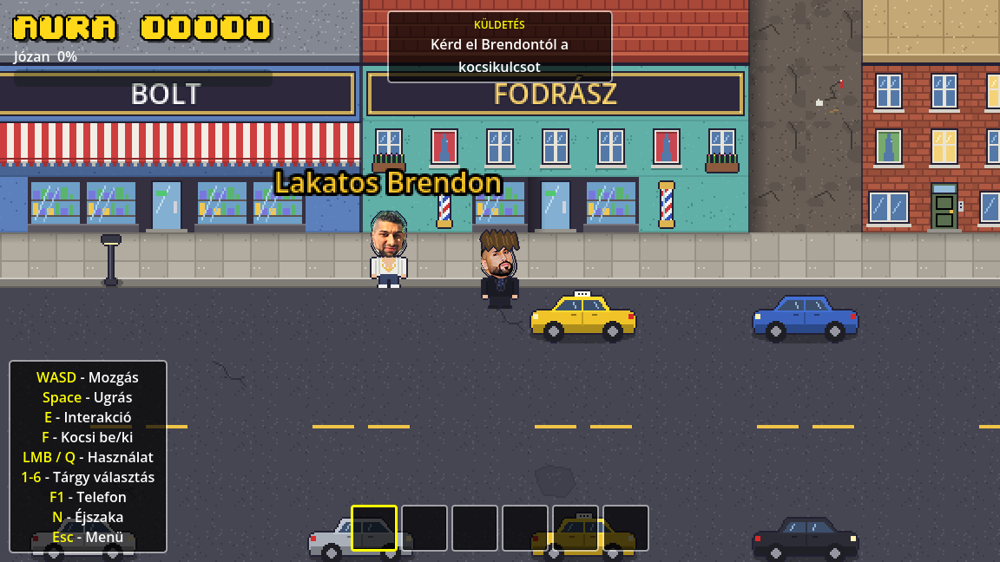 AURA 00000
Józan 0%
KÜLDETÉS
Kérd el Brendontól a
kocsikulcsot
BOLT
FODRÁSZ
Lakatos Brendon
WASD - Mozgás
Space - Ugrás
E - Interakció
F - Kocsi be/ki
LMB / Q - Használat
1-6 - Tárgy választás
F1 - Telefon
N - Éjszaka
Esc - Menü